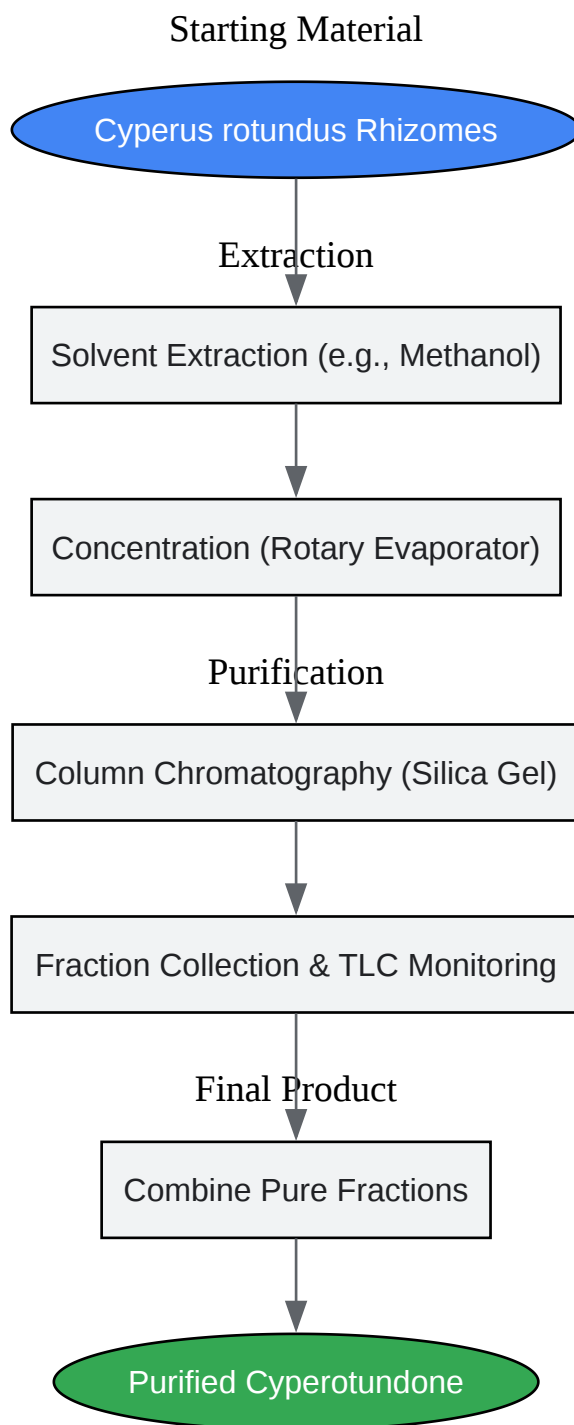 Starting Material
Cyperus rotundus Rhizomes
Extraction
Solvent Extraction (e.g., Methanol)
Concentration (Rotary Evaporator)
Purification
Column Chromatography (Silica Gel)
Fraction Collection & TLC Monitoring
Final Product
Combine Pure Fractions
Purified Cyperotundone